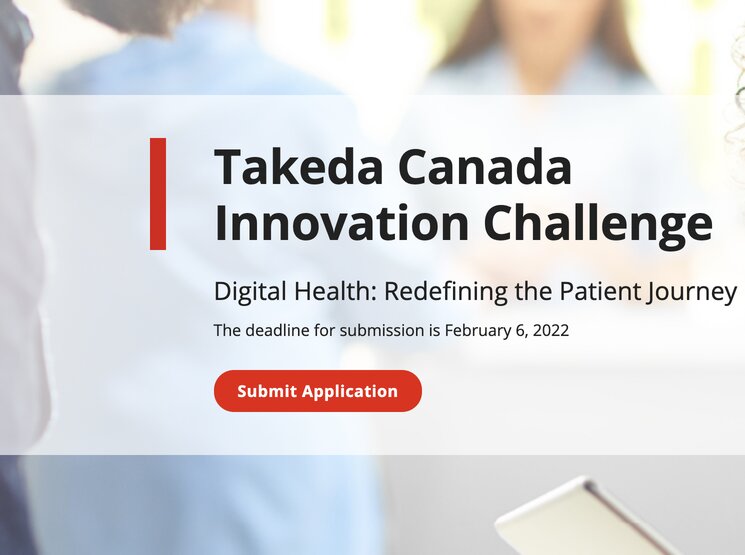 Takeda Canada
Innovation Challenge
Digital Health: Redefining the Patient Journey
The deadline for submission is February 6, 2022
Submit Application